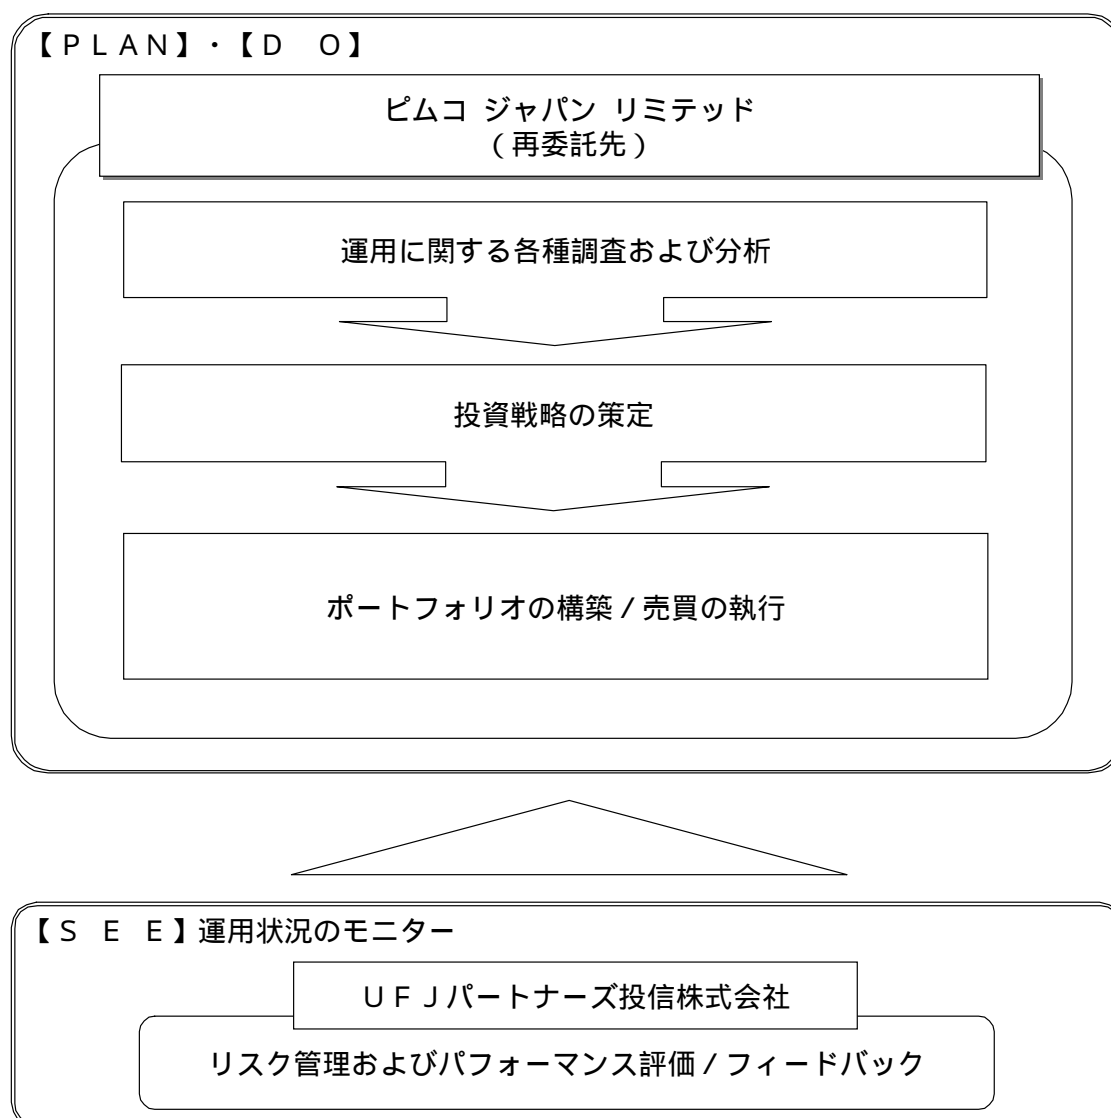 【ＰＬＡＮ】・【Ｄ　Ｏ】
ピムコ ジャパン リミテッド
（再委託先）
運用に関する各種調査および分析
投資戦略の策定
ポートフォリオの構築／売買の執行
【Ｓ　Ｅ　Ｅ】運用状況のモニター
ＵＦＪパートナーズ投信株式会社
リスク管理およびパフォーマンス評価／フィードバック